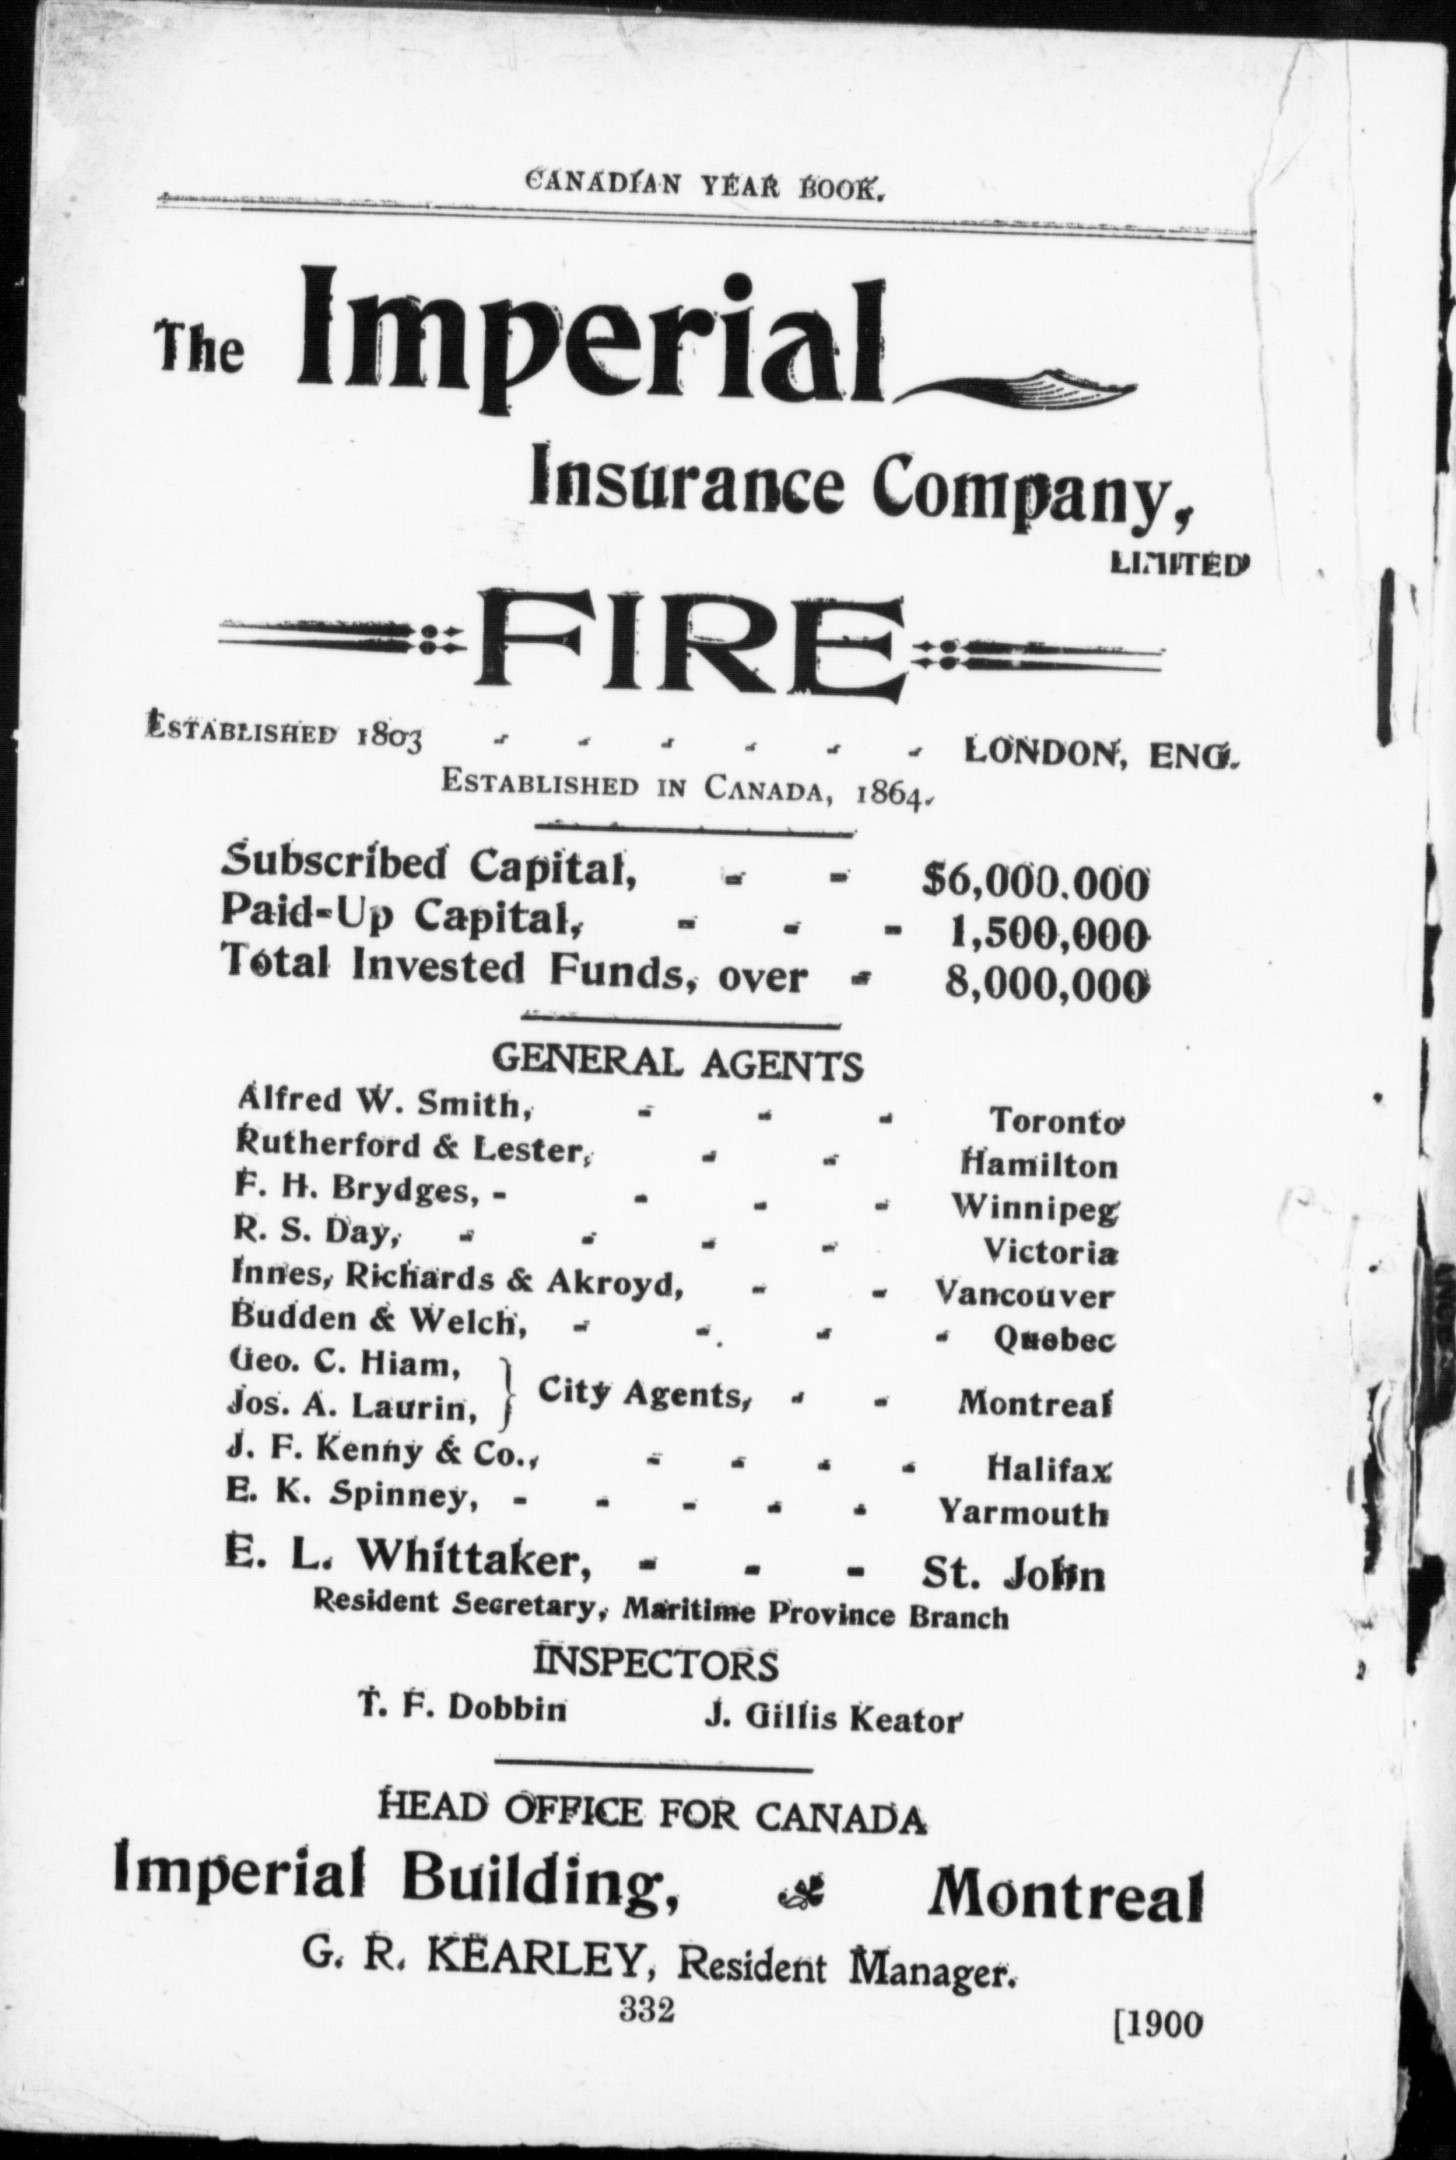 CANADIAN YEAR BOOK.
The Imperial
Insurance Company,
LIMITED
FIRE
ESTABLISHED 1803 - - - - - - LONDON, ENG.
ESTABLISHED IN CANADA, 1864.
Subscribed Capital, - - $6,000.000
Paid-Up Capital, - - - 1,500,000
Total Invested Funds, over - 8,000,000
GENERAL AGENTS
Alfred W. Smith, - - - Toronto
Rutherford & Lester, - - Hamilton
F. H. Brydges, - - - - Winnipeg
R. S. Day, - - - - Victoria
Innes, Richards & Akroyd, - - Vancouver
Budden & Welch, - - - - Quebec
Geo. C. Hiam,
Jos. A. Laurin, } City Agents, - - Montreal
J. F. Kenny & Co., - - - - Halifax
E. K. Spinney, - - - - - Yarmouth
E. L. Whittaker, - - - St. John
Resident Secretary, Maritime Province Branch
INSPECTORS
T. F. Dobbin J. Gillis Keator
HEAD OFFICE FOR CANADA
Imperial Building, Montreal
G. R. KEARLEY, Resident Manager.
332 [1900